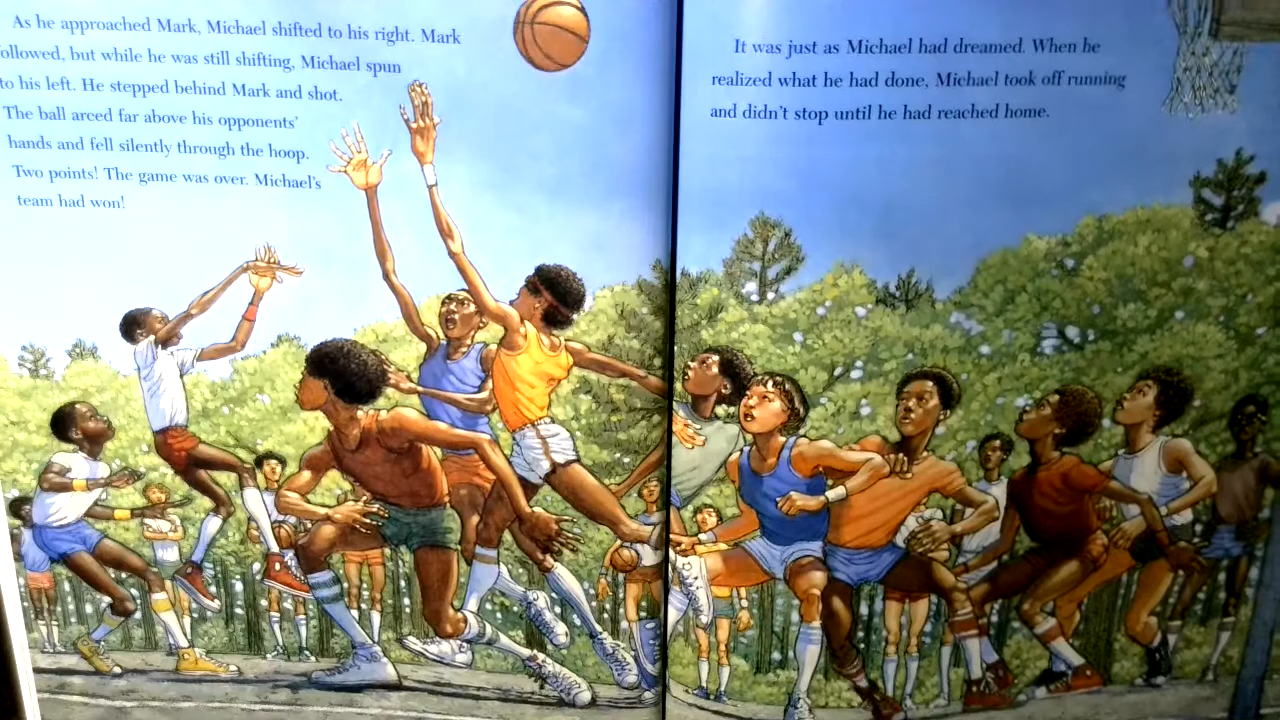 As he approached Mark, Michael shifted to his right. Mark
followed, but while he was still shifting, Michael spun
to his left. He stepped behind Mark and shot.
The ball arced far above his opponents’
hands and fell silently through the hoop.
Two points! The game was over. Michael’s
team had won!
It was just as Michael had dreamed. When he
realized what he had done, Michael took off running
and didn’t stop until he had reached home.